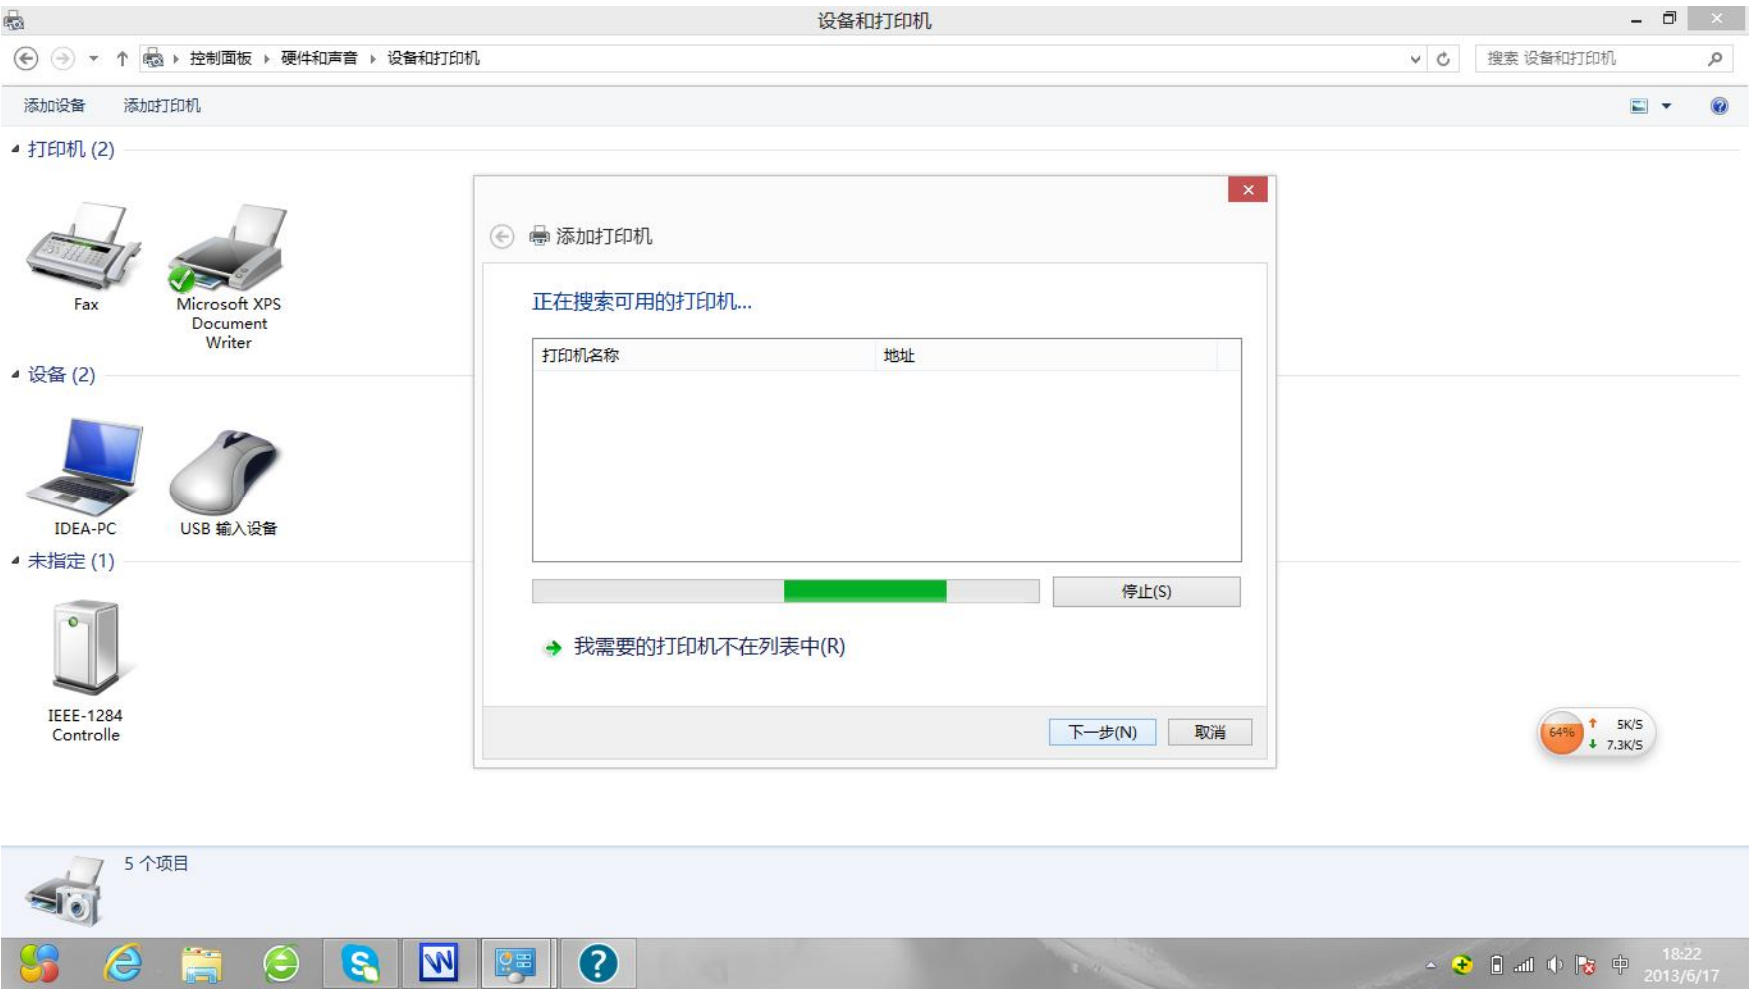 设备和打印机
控制面板 硬件和声音 设备和打印机
搜索 设备和打印机
添加设备 添加打印机
打印机 (2)
Fax
Microsoft XPS
Document
Writer
设备 (2)
IDEA-PC
USB 输入设备
未指定 (1)
IEEE-1284
Controlle
添加打印机
正在搜索可用的打印机...
打印机名称 地址
停止(S)
我需要的打印机不在列表中(R)
下一步(N) 取消
64%
5K/S
7.3K/S
5 个项目
中
18:22
2013/6/17